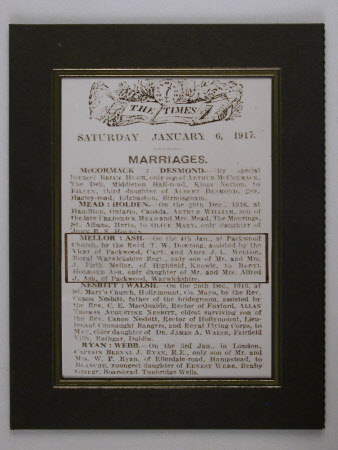 THE TIMES
SATURDAY JANUARY 6, 1917.
MARRIAGES.
McCORMACK : DESMOND.—By special
licence, BRIAN HUGH, only son of ARTHUR McCORMACK,
The Dell, Middleton Hall-road, Kings Norton, to
EILEEN, third daughter of ALBERT DESMOND, 289,
Hagley-road, Edgbaston, Birmingham.
MEAD : HOLDEN.—On the 20th Dec., 1916, at
Hamilton, Ontario, Canada, ARTHUR WILLIAM, son of
the late FREDERICK MEAD and MRS. MEAD, The Moorings,
St. Albans, Herts, to OLIVE MARY, only daughter of
JOHN
MELLOR : ASH.—On the 4th Jan., at Packwood
Church, by the Revd. T. W. Downing, assisted by the
Vicar of Packwood, Capt. and Adjt. J. G. MELLOR,
Royal Warwickshire Regt., only son of Mr. and Mrs.
J. Firth Mellor, of Highfield, Knowle, to DORIS
HOLROYD ASH, only daughter of Mr. and Mrs. Alfred
J. Ash, of Packwood, Warwickshire.
NESBITT : WALSH.—On the 28th Dec., 1916, at
St. Mary's Church, Hollymount, Co. Mayo, by the Rev.
Canon Nesbitt, father of the bridegroom, assisted by
the Rev. C. E. Rector of Foxford, ALLAN
THOMAS AUGUSTINE NESBITT, eldest surviving son of
the Rev. Canon Nesbitt, Rector of Hollymount, Lieu-
tenant Connaught Rangers, and Royal Flying Corps, to
MAY, elder daughter of DR. JAMES A. WALSH, Fairfield
Rathgar, Dublin.
RYAN : WEBB.—On the 3rd Jan., in London,
CAPTAIN BERNAL J. RYAN, R.E., only son of Mr. and
Mrs. W. P. Ryan, of Ellerdale-road, Hampstead, to
BLANCHE, youngest daughter of ERNEST WEBB,
Grange, Tunbridge Wells.